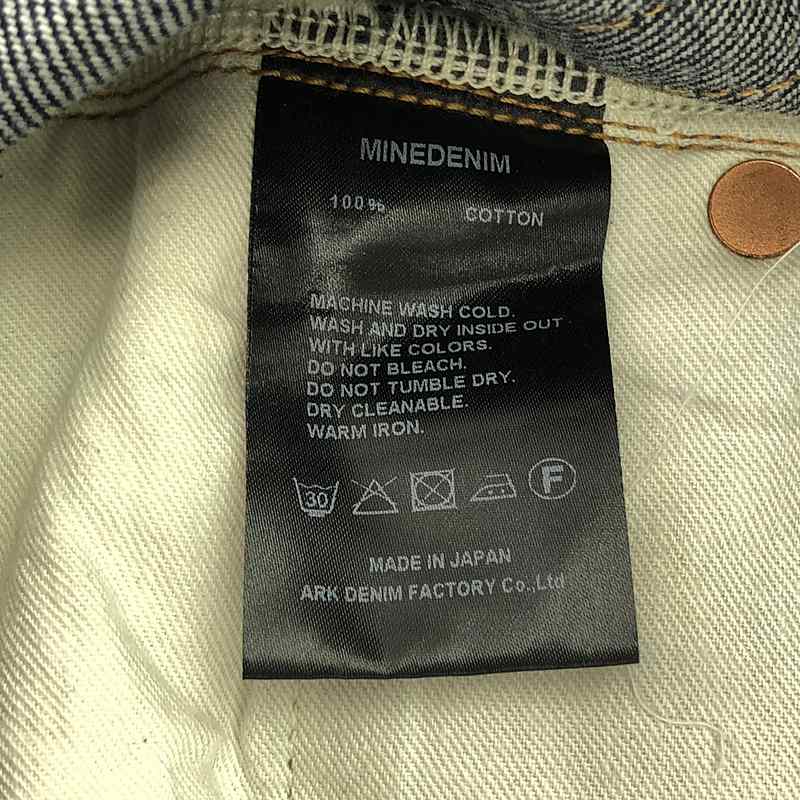 MINEDENIM
100% COTTON
MACHINE WASH COLD.
WASH AND DRY INSIDE OUT
WITH LIKE COLORS.
DO NOT BLEACH.
DO NOT TUMBLE DRY.
DRY CLEANABLE.
WARM IRON.
30 F
MADE IN JAPAN
ARK DENIM FACTORY Co.,Ltd